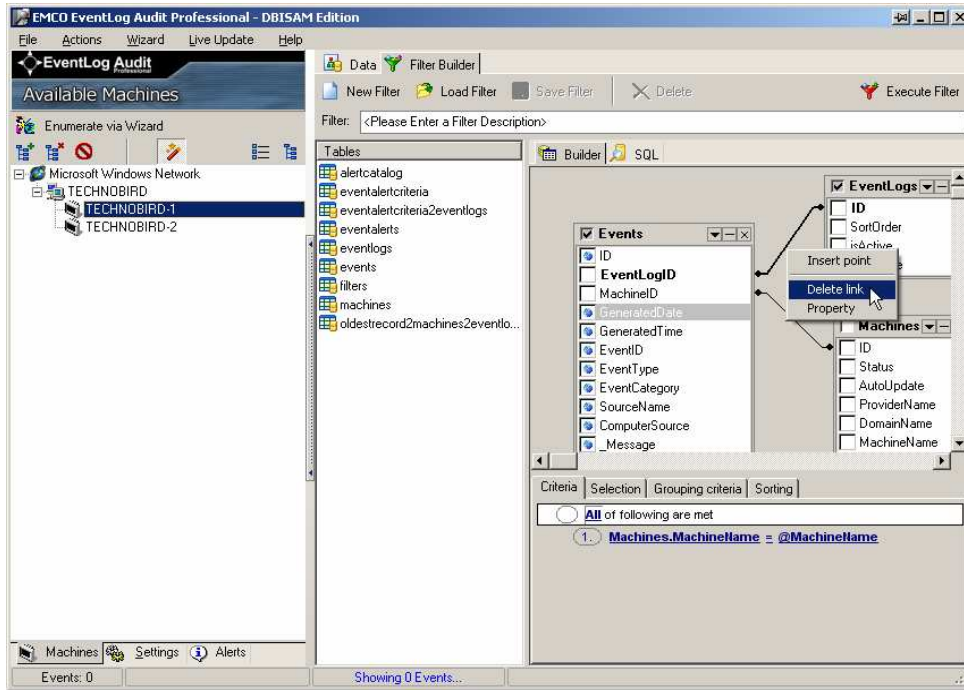 EMCO EventLog Audit Professional - DBISAM Edition
File Actions Wizard Live Update Help
EventLog Audit
Professional
Available Machines
Enumerate via Wizard
Microsoft Windows Network
TECHNOBIRD
TECHNOBIRD-1
TECHNOBIRD-2
Machines Settings Alerts
Data Filter Builder
New Filter Load Filter Save Filter Delete Execute Filter
Filter: <Please Enter a Filter Description>
Tables
alertcatalog
eventalertcriteria
eventalertcriteria2eventlogs
eventalerts
eventlogs
events
filters
machines
oldestrecord2machines2eventlo...
Builder SQL
Events
ID
EventLogID
MachineID
GeneratedDate
GeneratedTime
EventID
EventType
EventCategory
SourceName
ComputerSource
_Message
EventLogs
ID
SortOrder
isActive
Insert point
Delete link
Property
Machines
ID
Status
AutoUpdate
ProviderName
DomainName
MachineName
Criteria Selection Grouping criteria Sorting
All of following are met
1. Machines.MachineName = @MachineName
Events: 0 Showing 0 Events...